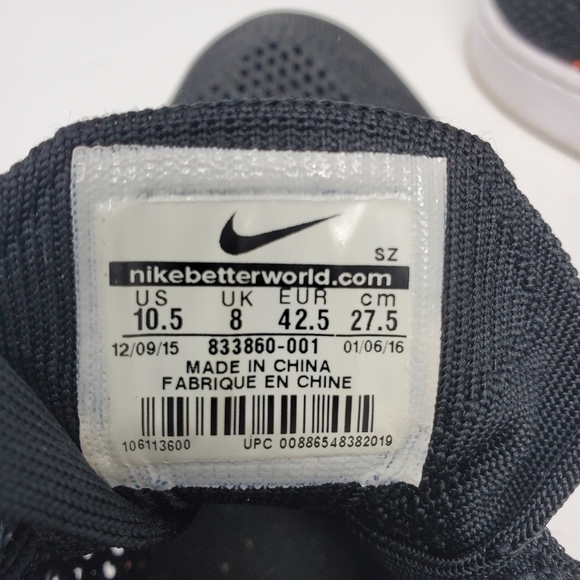 SZ
nikebetterworld.com
US UK EUR cm
10.5 8 42.5 27.5
12/09/15 833860-001 01/06/16
MADE IN CHINA
FABRIQUE EN CHINE
106113600 UPC 00886548382019